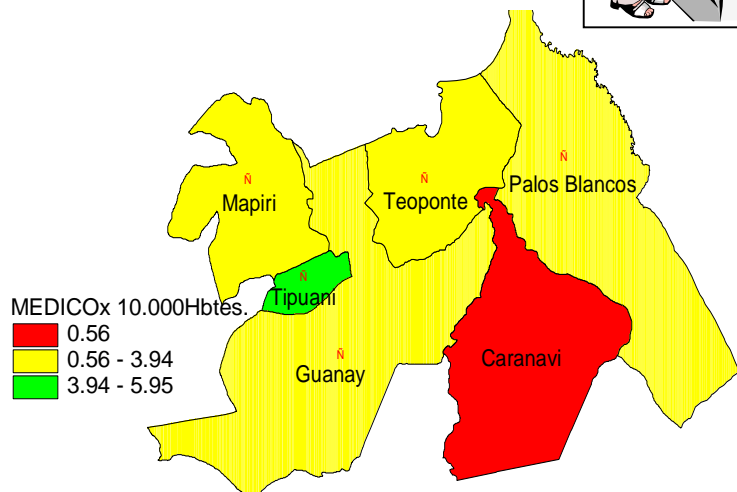 Ñ
Palos Blancos
Ñ
Mapiri
Ñ
Teoponte
Ñ
Tipuani
MEDICOx 10.000Hbtes.
0.56
0.56 - 3.94
3.94 - 5.95
Ñ
Guanay
Caranavi